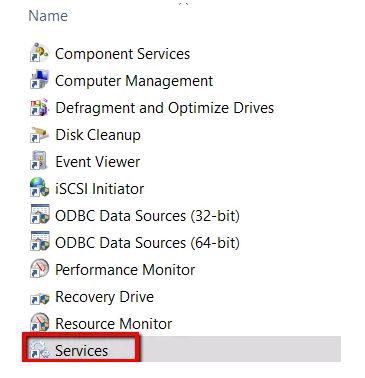 Name
Component Services
Computer Management
Defragment and Optimize Drives
Disk Cleanup
Event Viewer
iSCSI Initiator
ODBC Data Sources (32-bit)
ODBC Data Sources (64-bit)
Performance Monitor
Recovery Drive
Resource Monitor
Services